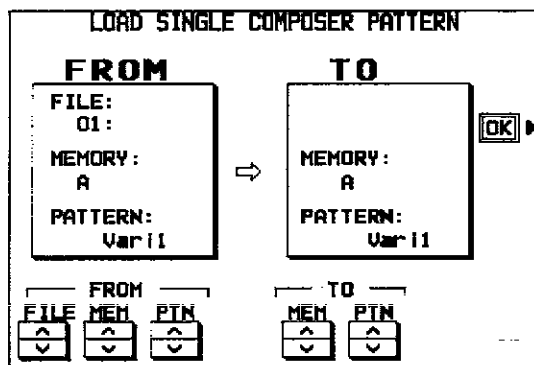 LOAD SINGLE COMPOSER PATTERN
FROM TO
FILE:
01:
MEMORY:
A
PATTERN:
Vari1
MEMORY:
A
PATTERN:
Vari1
OK
FROM TO
FILE MEM PTN MEM PTN